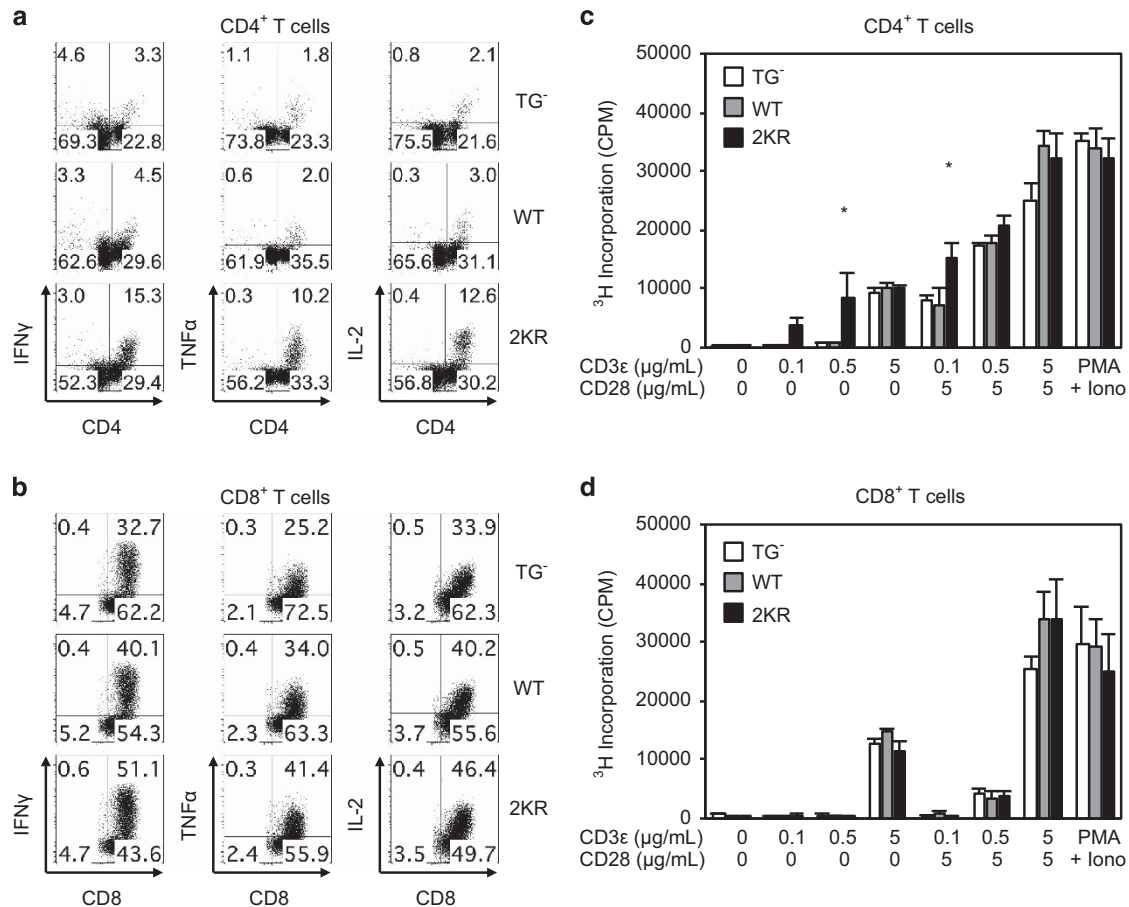 a
CD4+ T cells
4.6 3.3 1.1 1.8 0.8 2.1
TG-
69.3 22.8 73.8 23.3 75.5 21.6
3.3 4.5 0.6 2.0 0.3 3.0
WT
62.6 29.6 61.9 35.5 65.6 31.1
3.0 15.3 0.3 10.2 0.4 12.6
IFNγ TNFα IL-2
2KR
52.3 29.4 56.2 33.3 56.8 30.2
CD4 CD4 CD4
b
CD8+ T cells
0.4 32.7 0.3 25.2 0.5 33.9
TG-
4.7 62.2 2.1 72.5 3.2 62.3
0.4 40.1 0.4 34.0 0.5 40.2
WT
5.2 54.3 2.3 63.3 3.7 55.6
0.6 51.1 0.3 41.4 0.4 46.4
IFNγ TNFα IL-2
2KR
4.7 43.6 2.4 55.9 3.5 49.7
CD8 CD8 CD8
c
CD4+ T cells
3H Incorporation (CPM)
50000
40000
30000
20000
10000
0
TG-
WT
2KR
* *
CD3ε (µg/mL) 0 0.1 0.5 5 0.1 0.5 5 PMA
CD28 (µg/mL) 0 0 0 0 5 5 5 + Iono
d
CD8+ T cells
3H Incorporation (CPM)
50000
40000
30000
20000
10000
0
TG-
WT
2KR
CD3ε (µg/mL) 0 0.1 0.5 5 0.1 0.5 5 PMA
CD28 (µg/mL) 0 0 0 0 5 5 5 + Iono